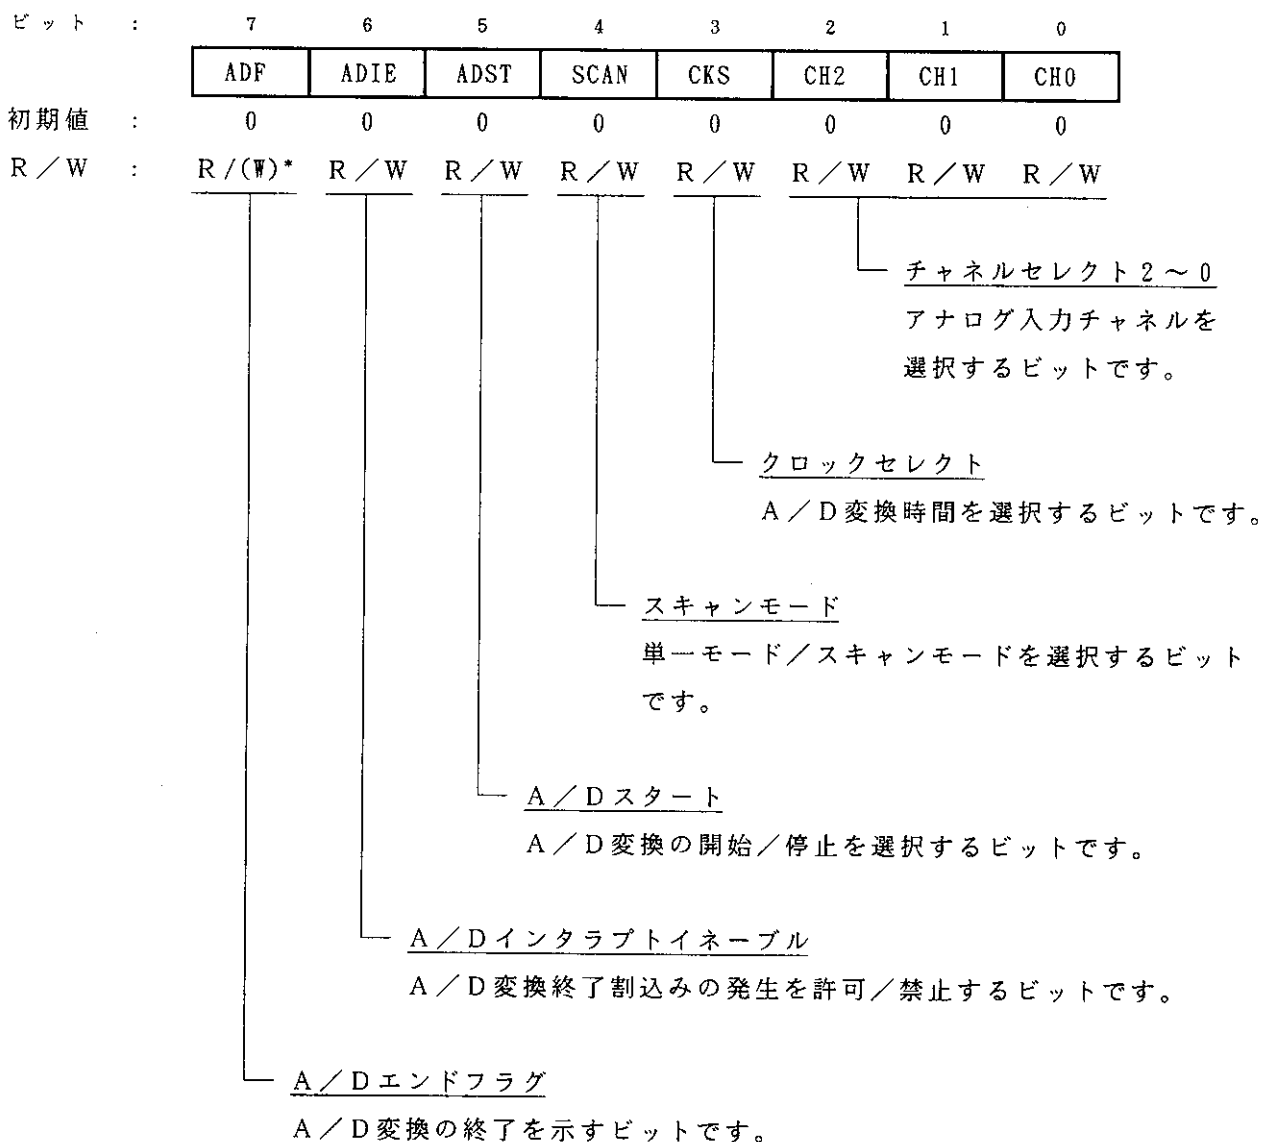 ビット : 7 6 5 4 3 2 1 0
ADF ADIE ADST SCAN CKS CH2 CH1 CH0
初期値 : 0 0 0 0 0 0 0 0
R／W : R／(W)* R／W R／W R／W R／W R／W R／W R／W
チャネルセレクト2～0
アナログ入力チャネルを
選択するビットです。
クロックセレクト
A／D変換時間を選択するビットです。
スキャンモード
単一モード／スキャンモードを選択するビット
です。
A／Dスタート
A／D変換の開始／停止を選択するビットです。
A／Dインタラプトイネーブル
A／D変換終了割込みの発生を許可／禁止するビットです。
A／Dエンドフラグ
A／D変換の終了を示すビットです。